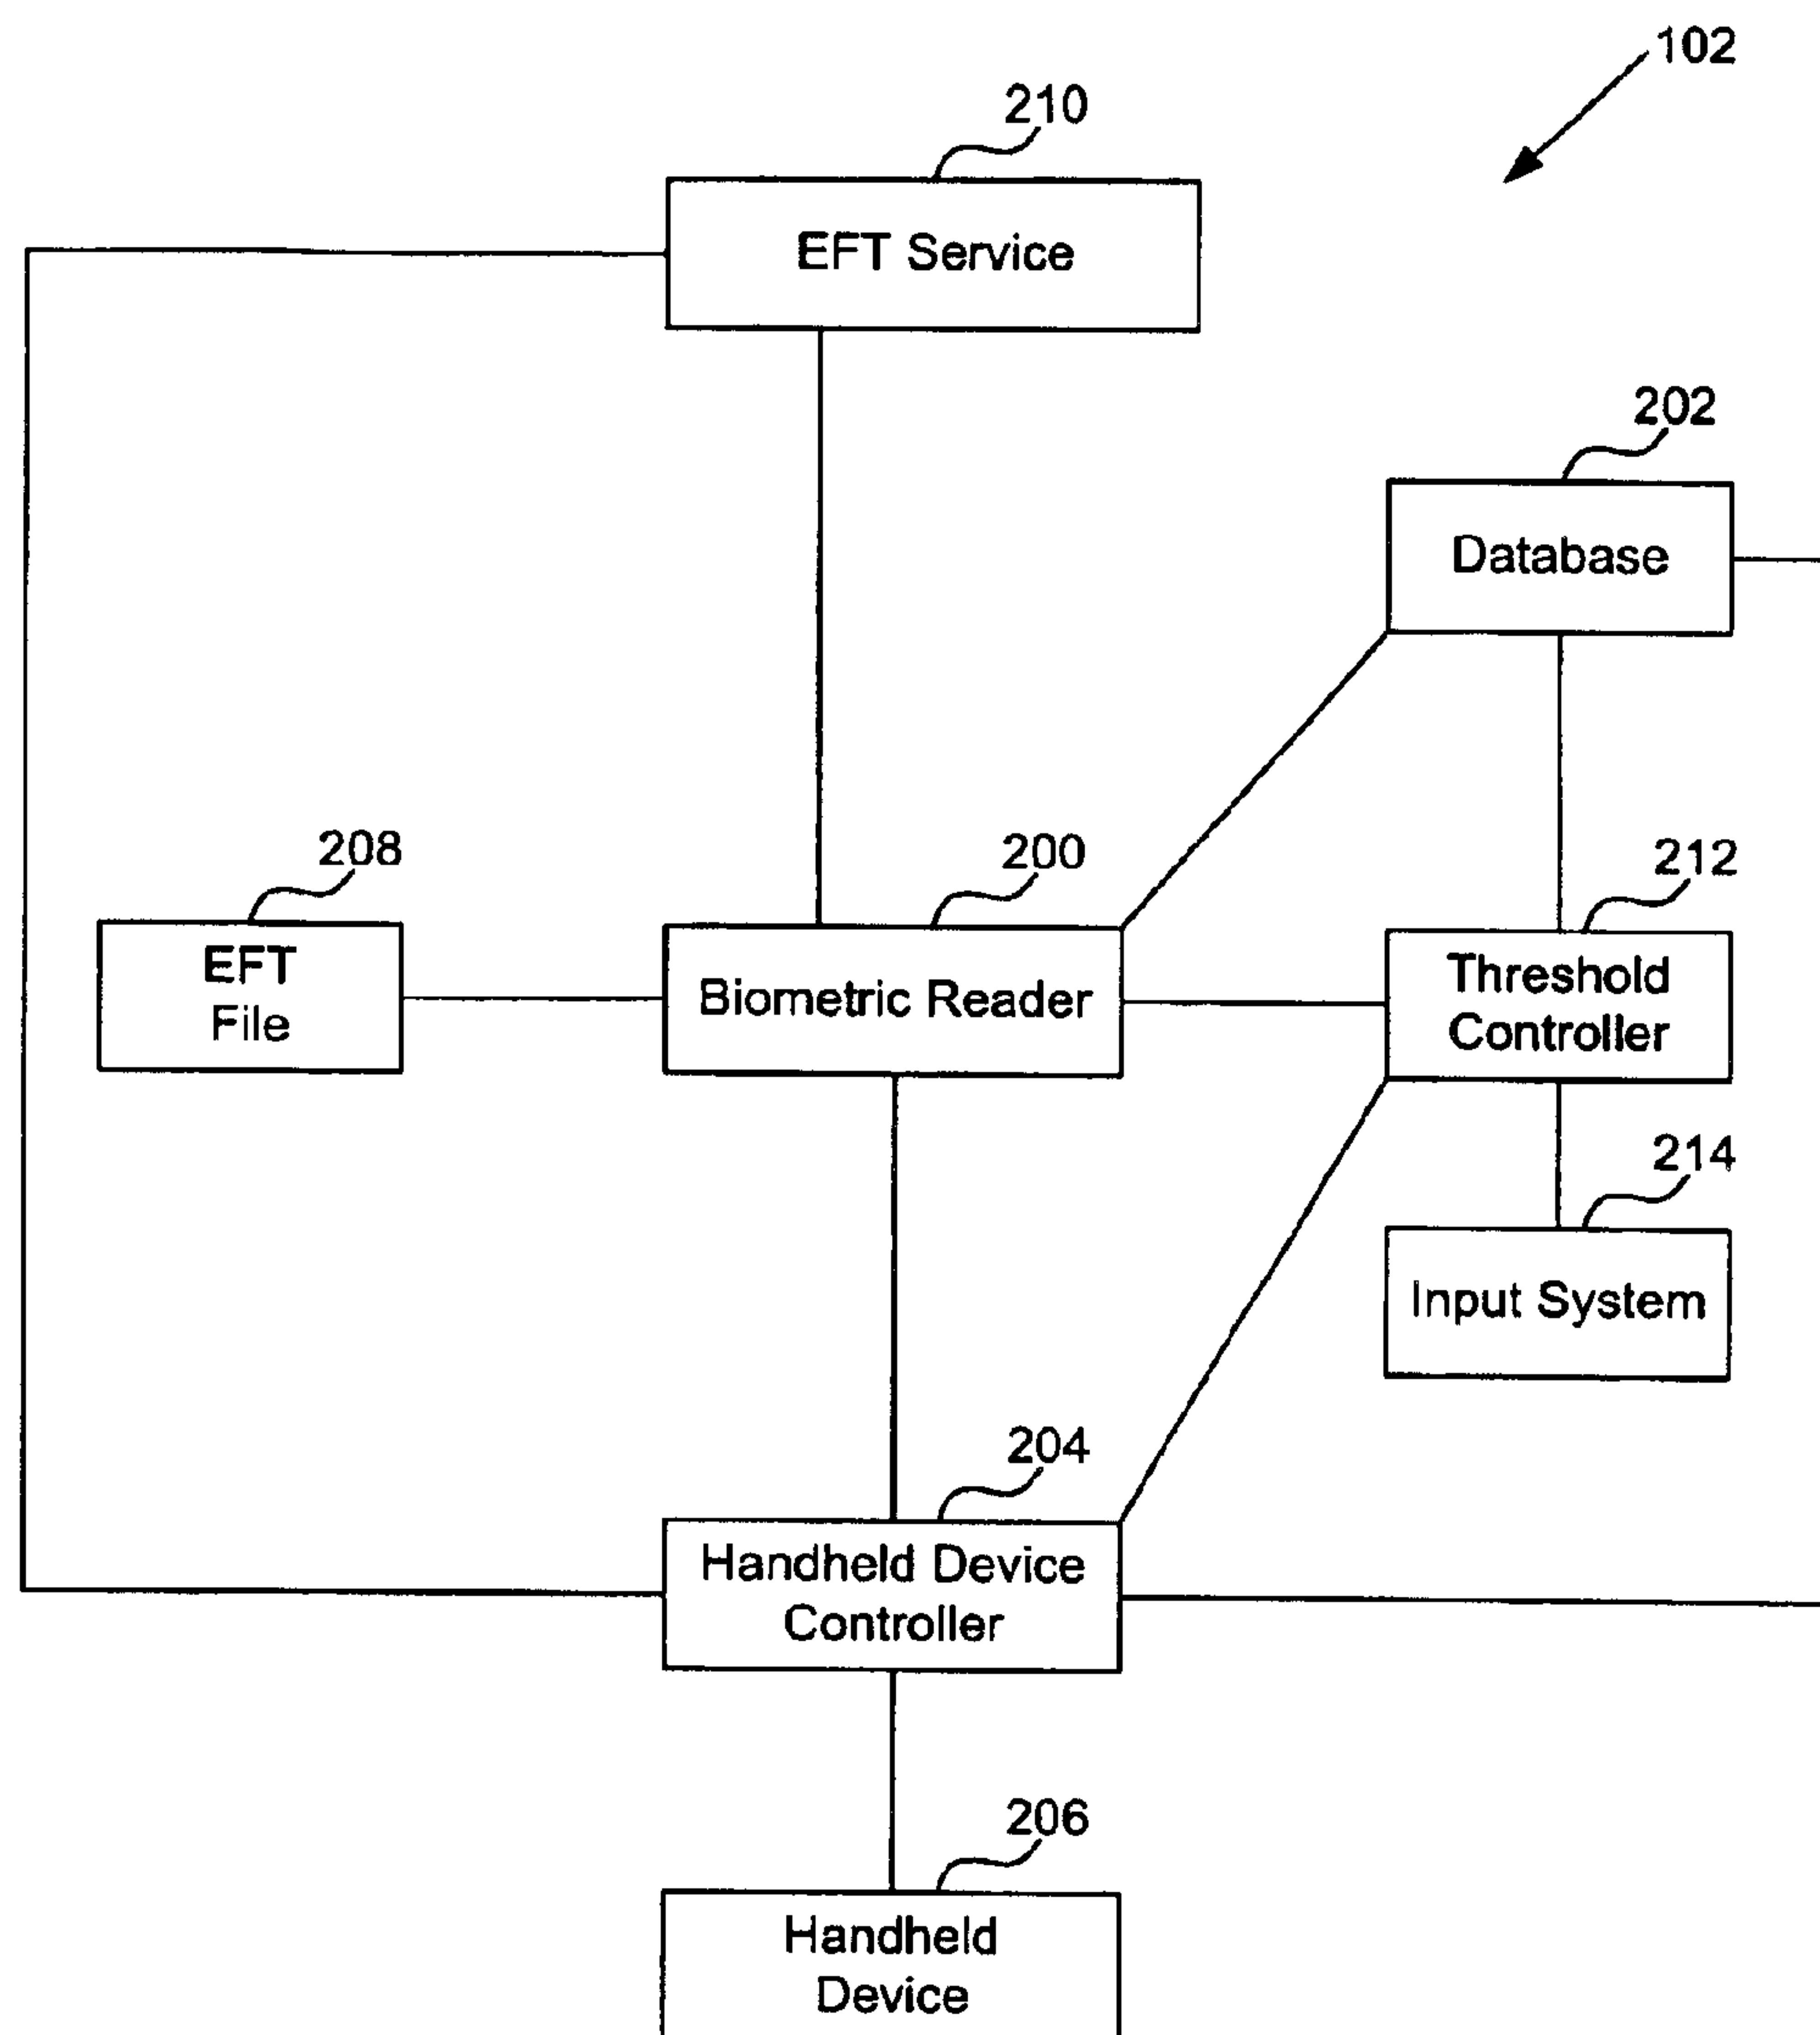 102
210
EFT Service
202
Database
208
EFT
File
200
Biometric Reader
212
Threshold
Controller
214
Input System
204
Handheld Device
Controller
206
Handheld
Device